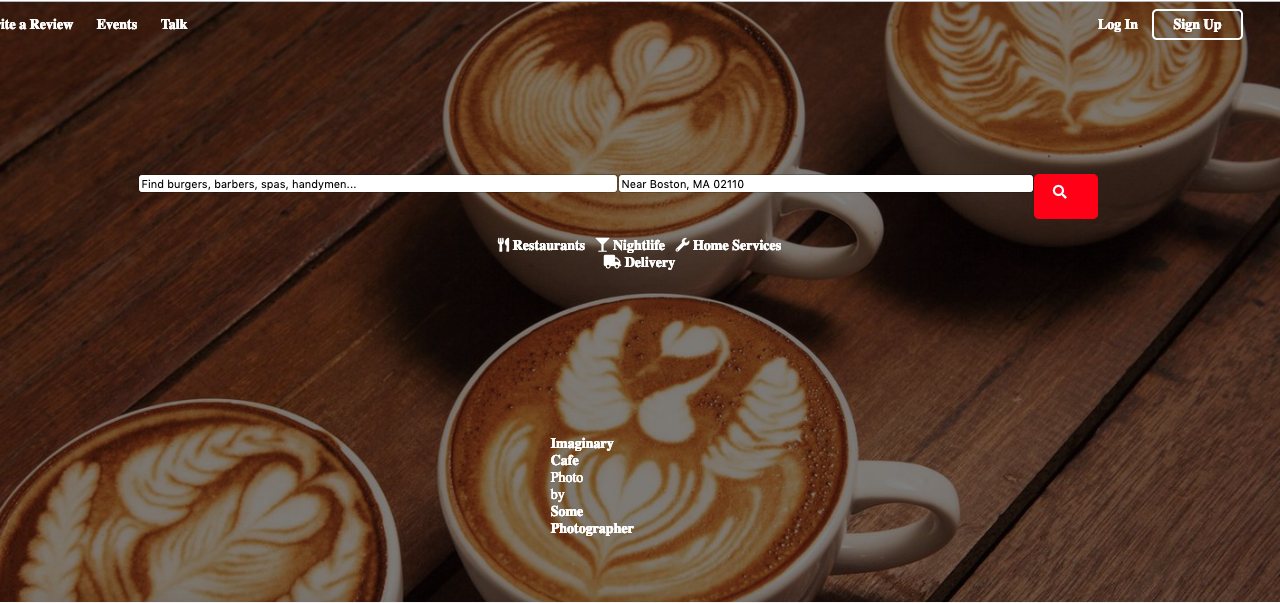 ite a Review Events Talk Log In Sign Up
Find burgers, barbers, spas, handymen... Near Boston, MA 02110
Restaurants Nightlife Home Services
Delivery
Imaginary
Cafe
Photo
by
Some
Photographer